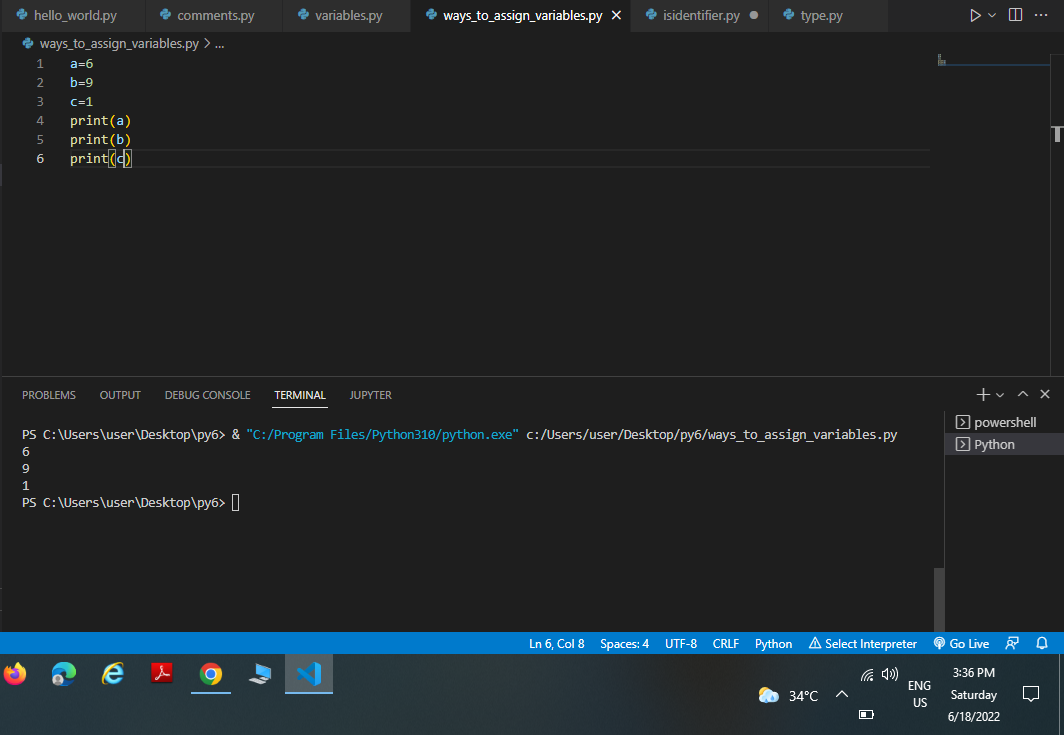 hello_world.py comments.py variables.py ways_to_assign_variables.py isidentifier.py type.py
ways_to_assign_variables.py > ...
1 a=6
2 b=9
3 c=1
4 print(a)
5 print(b)
6 print(c)
PROBLEMS OUTPUT DEBUG CONSOLE TERMINAL JUPYTER
PS C:\Users\user\Desktop\py6> & "C:/Program Files/Python310/python.exe" c:/Users/user/Desktop/py6/ways_to_assign_variables.py
6
9
1
PS C:\Users\user\Desktop\py6>
powershell
Python
Ln 6, Col 8 Spaces: 4 UTF-8 CRLF Python Select Interpreter Go Live
34°C
ENG
US
3:36 PM
Saturday
6/18/2022